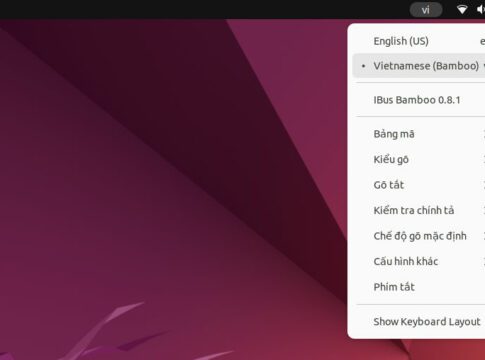 vi
English (US)
Vietnamese (Bamboo)
IBus Bamboo 0.8.1
Bảng mã
Kiểu gõ
Gõ tắt
Kiểm tra chính tả
Chế độ gõ mặc định
Cấu hình khác
Phím tắt
Show Keyboard Layout